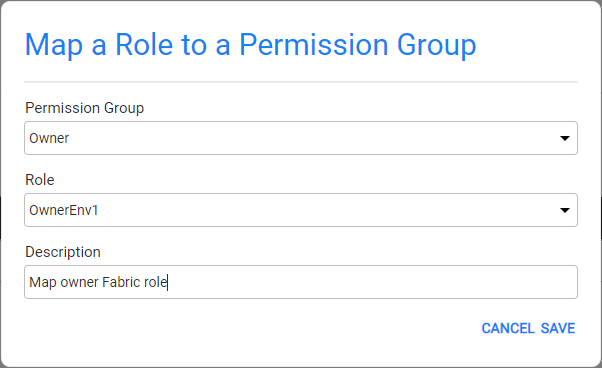 Map a Role to a Permission Group
Permission Group
Owner
Role
OwnerEnv1
Description
Map owner Fabric role
CANCEL SAVE